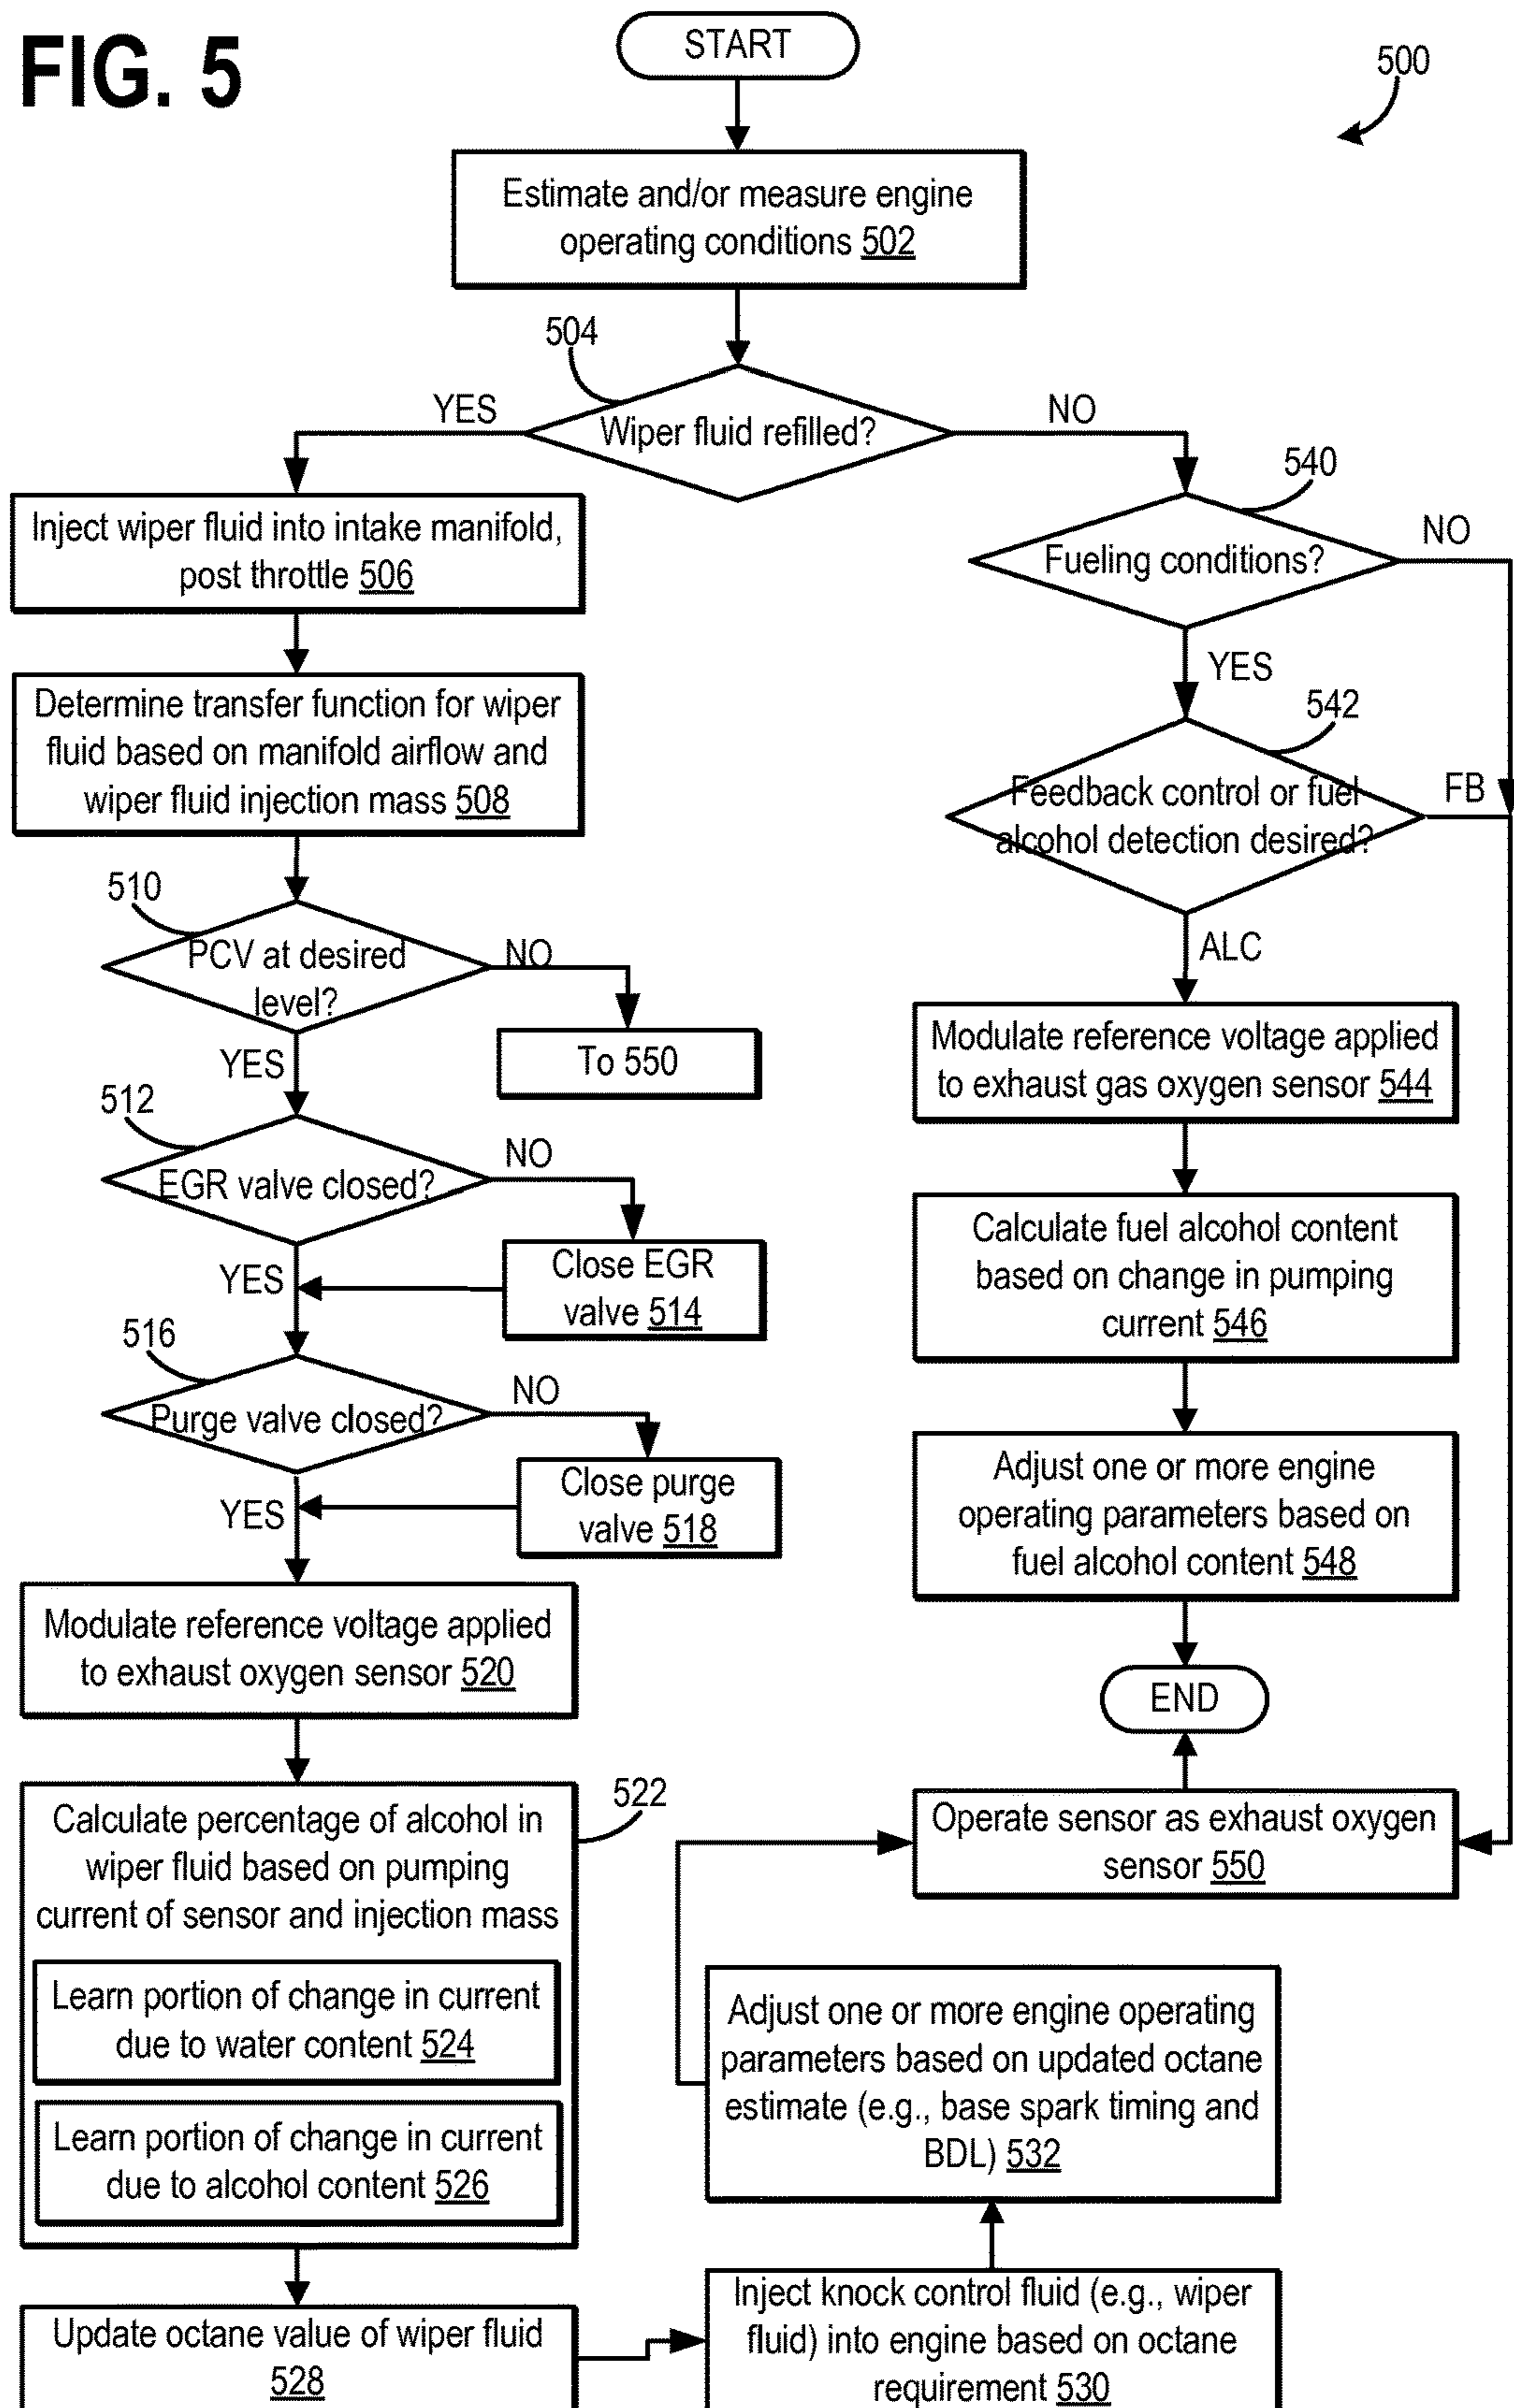 FIG. 5
START
500
Estimate and/or measure engine
operating conditions 502
504
YES
Wiper fluid refilled?
NO
Inject wiper fluid into intake manifold,
post throttle 506
Determine transfer function for wiper
fluid based on manifold airflow and
wiper fluid injection mass 508
510
PCV at desired
level?
NO
To 550
YES
512
EGR valve closed?
NO
Close EGR
valve 514
YES
516
Purge valve closed?
NO
Close purge
valve 518
YES
Modulate reference voltage applied
to exhaust oxygen sensor 520
522
Calculate percentage of alcohol in
wiper fluid based on pumping
current of sensor and injection mass
Learn portion of change in current
due to water content 524
Learn portion of change in current
due to alcohol content 526
Update octane value of wiper fluid
528
Inject knock control fluid (e.g., wiper
fluid) into engine based on octane
requirement 530
Adjust one or more engine operating
parameters based on updated octane
estimate (e.g., base spark timing and
BDL) 532
540
Fueling conditions?
NO
YES
542
Feedback control or fuel
alcohol detection desired?
FB
ALC
Modulate reference voltage applied
to exhaust gas oxygen sensor 544
Calculate fuel alcohol content
based on change in pumping
current 546
Adjust one or more engine
operating parameters based on
fuel alcohol content 548
END
Operate sensor as exhaust oxygen
sensor 550